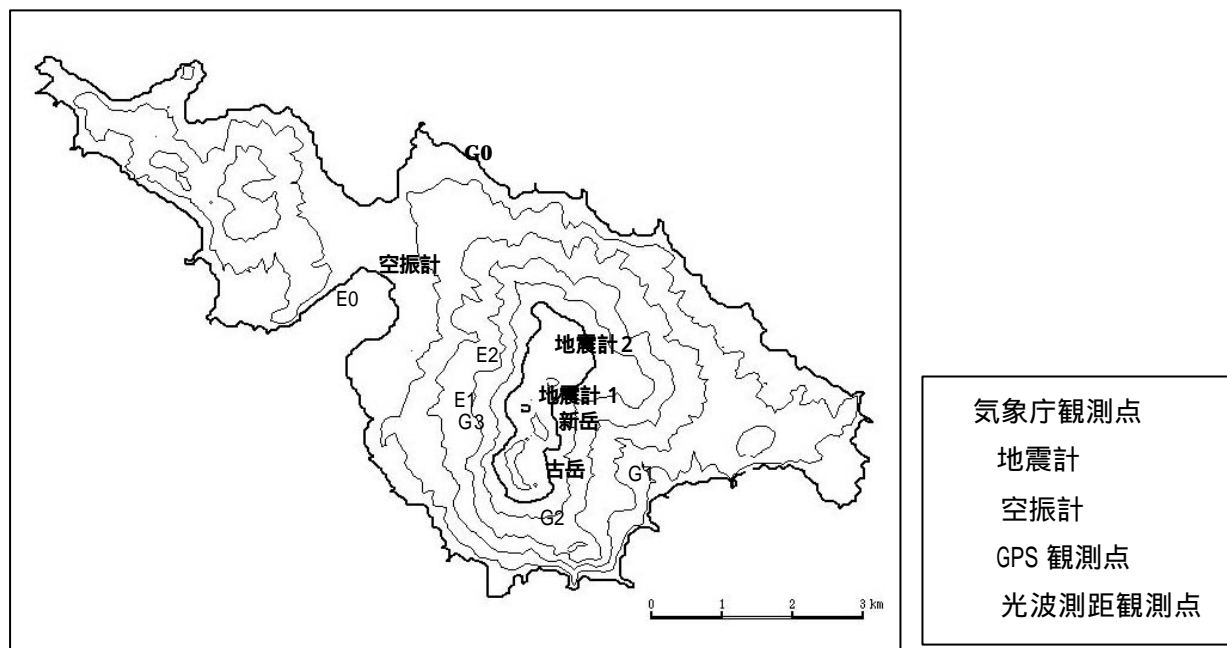 G0
空振計
E0
地震計2
E2
地震計1
E1
新岳
G3
古岳
G1
G2
0 1 2 3 km
気象庁観測点
地震計
空振計
GPS 観測点
光波測距観測点